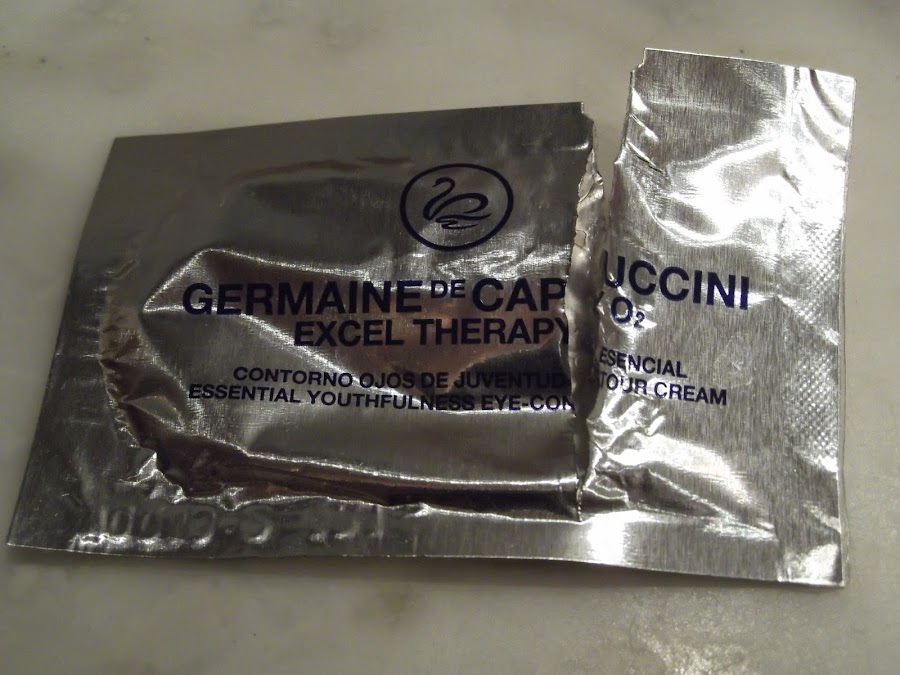 GERMAINE DE CAP UCCINI
EXCEL THERAPY O2
CONTORNO OJOS DE JUVENTUD ESENCIAL
ESSENTIAL YOUTHFULNESS EYE-CON TOUR CREAM